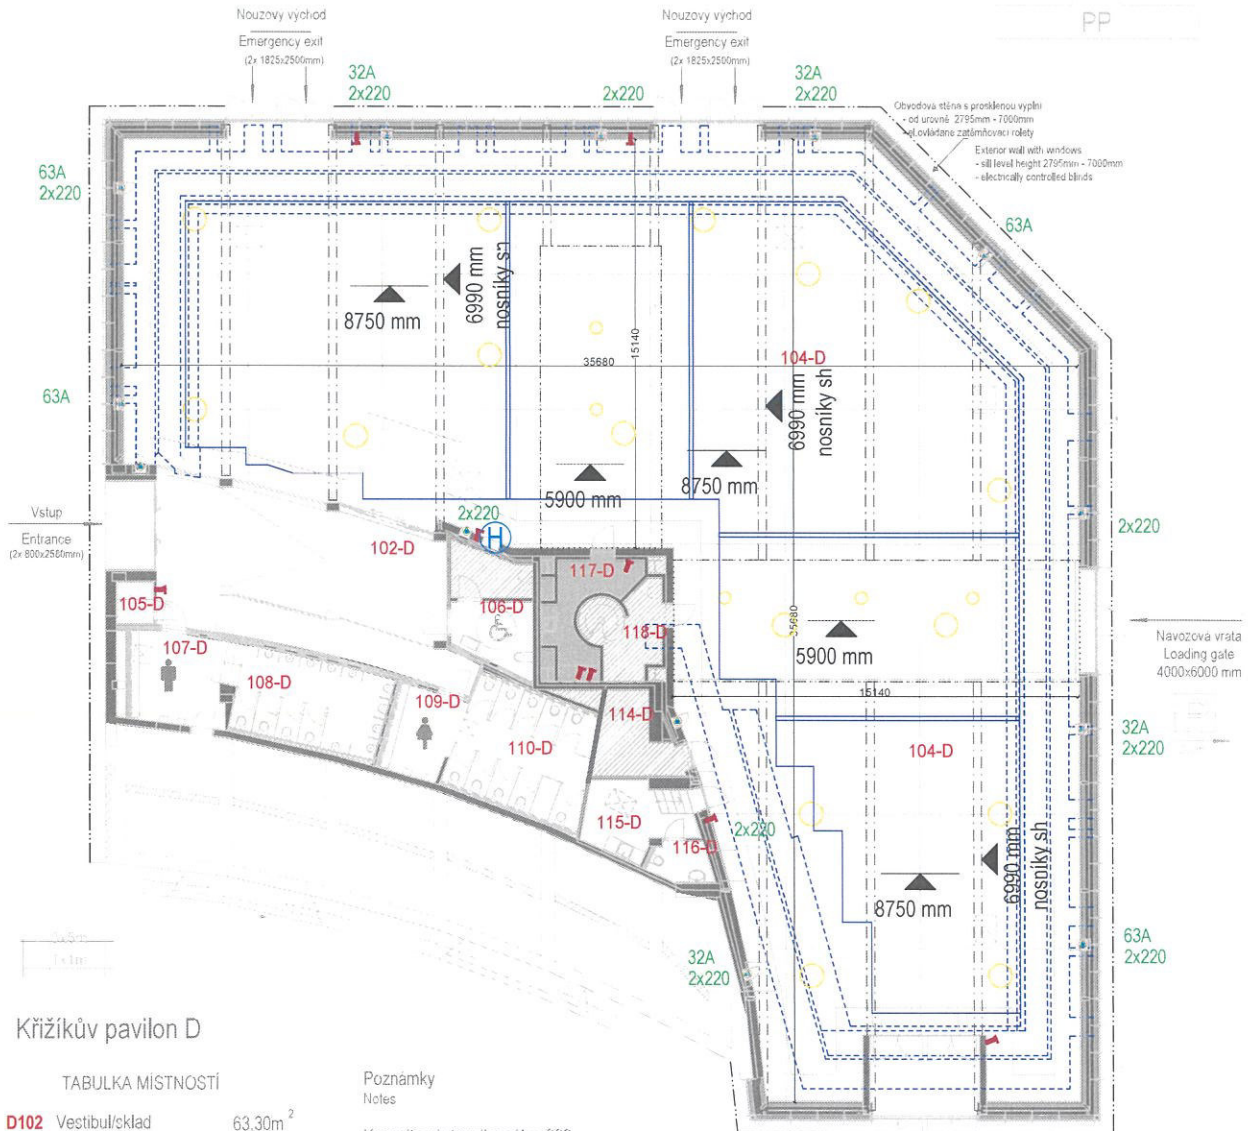 Nouzový východ
Emergency exit
(2x 1825x2500mm)
Nouzový východ
Emergency exit
(2x 1825x2500mm)
PP
32A
2x220
2x220
32A
2x220
Obvodová stěna s prosklenou výplní
- od úrovně 2795mm - 7000mm
- el.ovládané zatemňovací rolety
Exterior wall with windows
- sill level height 2795mm - 7000mm
- electrically controlled blinds
63A
2x220
63A
6990 mm
nosníky sh
8750 mm
15140
35680
104-D
6990 mm
nosníky sh
63A
5900 mm
8750 mm
Vstup
Entrance
(2x 800x2580mm)
2x220
H
2x220
102-D
117-D
105-D
106-D
118-D
35680
5900 mm
Navozová vrata
Loading gate
4000x6000 mm
107-D
108-D
109-D
15140
114-D
110-D
104-D
32A
2x220
115-D
2x220
116-D
6990 mm
nosníky sh
8750 mm
32A
2x220
63A
2x220
Křižíkův pavilon D
TABULKA MÍSTNOSTÍ
Poznámky
Notes
D102 Vestibul/sklad 63,30m²